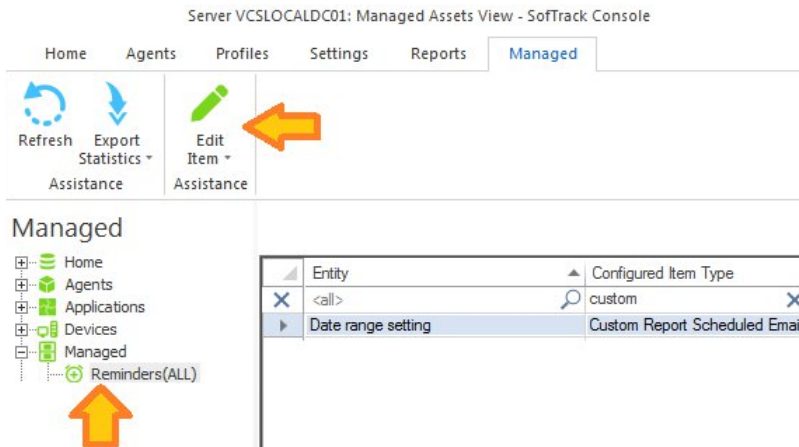 Server VCSLOCALDC01: Managed Assets View - SofTrack Console
Home Agents Profiles Settings Reports Managed
Refresh Export Statistics Edit Item
Assistance Assistance
Managed
Home
Agents
Applications
Devices
Managed
Reminders(ALL)
Entity Configured Item Type
<all> custom
Date range setting Custom Report Scheduled Emai